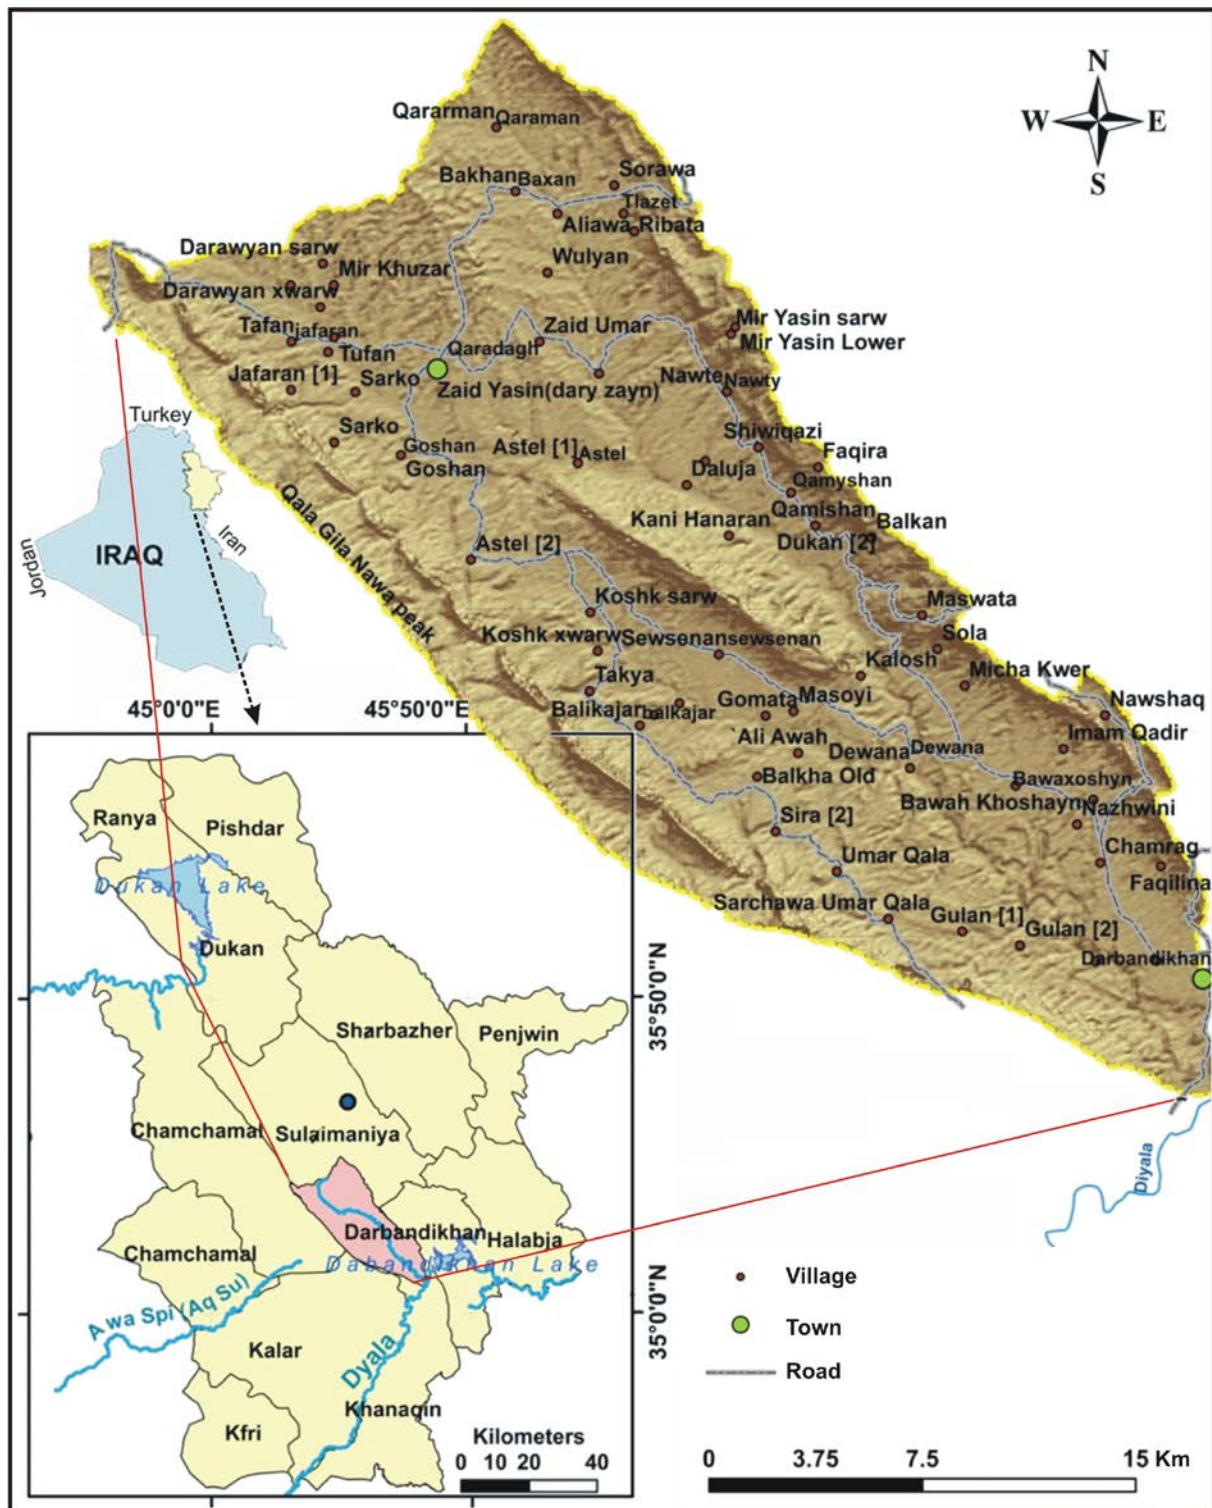 N
W E
S
Qararman
Qaraman
Bakhan
Baxan
Sorawa
Tlazet
Aliawa Ribata
Wulyan
Darawyan sarw
Mir Khuzar
Darawyan xwarw
Tafan
jafaran
Tufan
Jafaran [1]
Sarko
Qaradagh
Zaid Umar
Zaid Yasin(dary zayn)
Mir Yasin sarw
Mir Yasin Lower
Nawte
Nawty
Sarko
Goshan
Goshan
Astel [1]
Astel
Shiwiqazi
Faqira
Daluja
Qamyshan
Qamishan
Kani Hanaran
Dukan [2]
Balkan
Qala Gila Nawa peak
Astel [2]
Koshk sarw
Maswata
Koshk xwarw
Sewsenan
sewsenan
Sola
Kalosh
Micha Kwer
Takya
Balikajar
balkajar
Gomata
Masoyi
Nawshaq
Imam Qadir
Ali Awah
Dewana
Dewana
Balkha Old
Bawaxoshyn
Bawah Khoshayn
Nazhwini
Sira [2]
Umar Qala
Chamrag
Faqilina
Sarchawa Umar Qala
Gulan [1]
Gulan [2]
Darbandikhan
Turkey
Iran
IRAQ
Jordan
45°0'0"E
45°50'0"E
35°50'0"N
35°0'0"N
Ranya
Pishdar
Dukan Lake
Dukan
Sharbazher
Penjwin
Chamchamal
Sulaimaniya
Darbandikhan
Halabja
Dabandikhan Lake
Chamchamal
Awa Spi (Aq Su)
Kalar
Dyala
Khanaqin
Kfri
Kilometers
0 10 20 40
Diyala
Village
Town
Road
0 3.75 7.5 15 Km